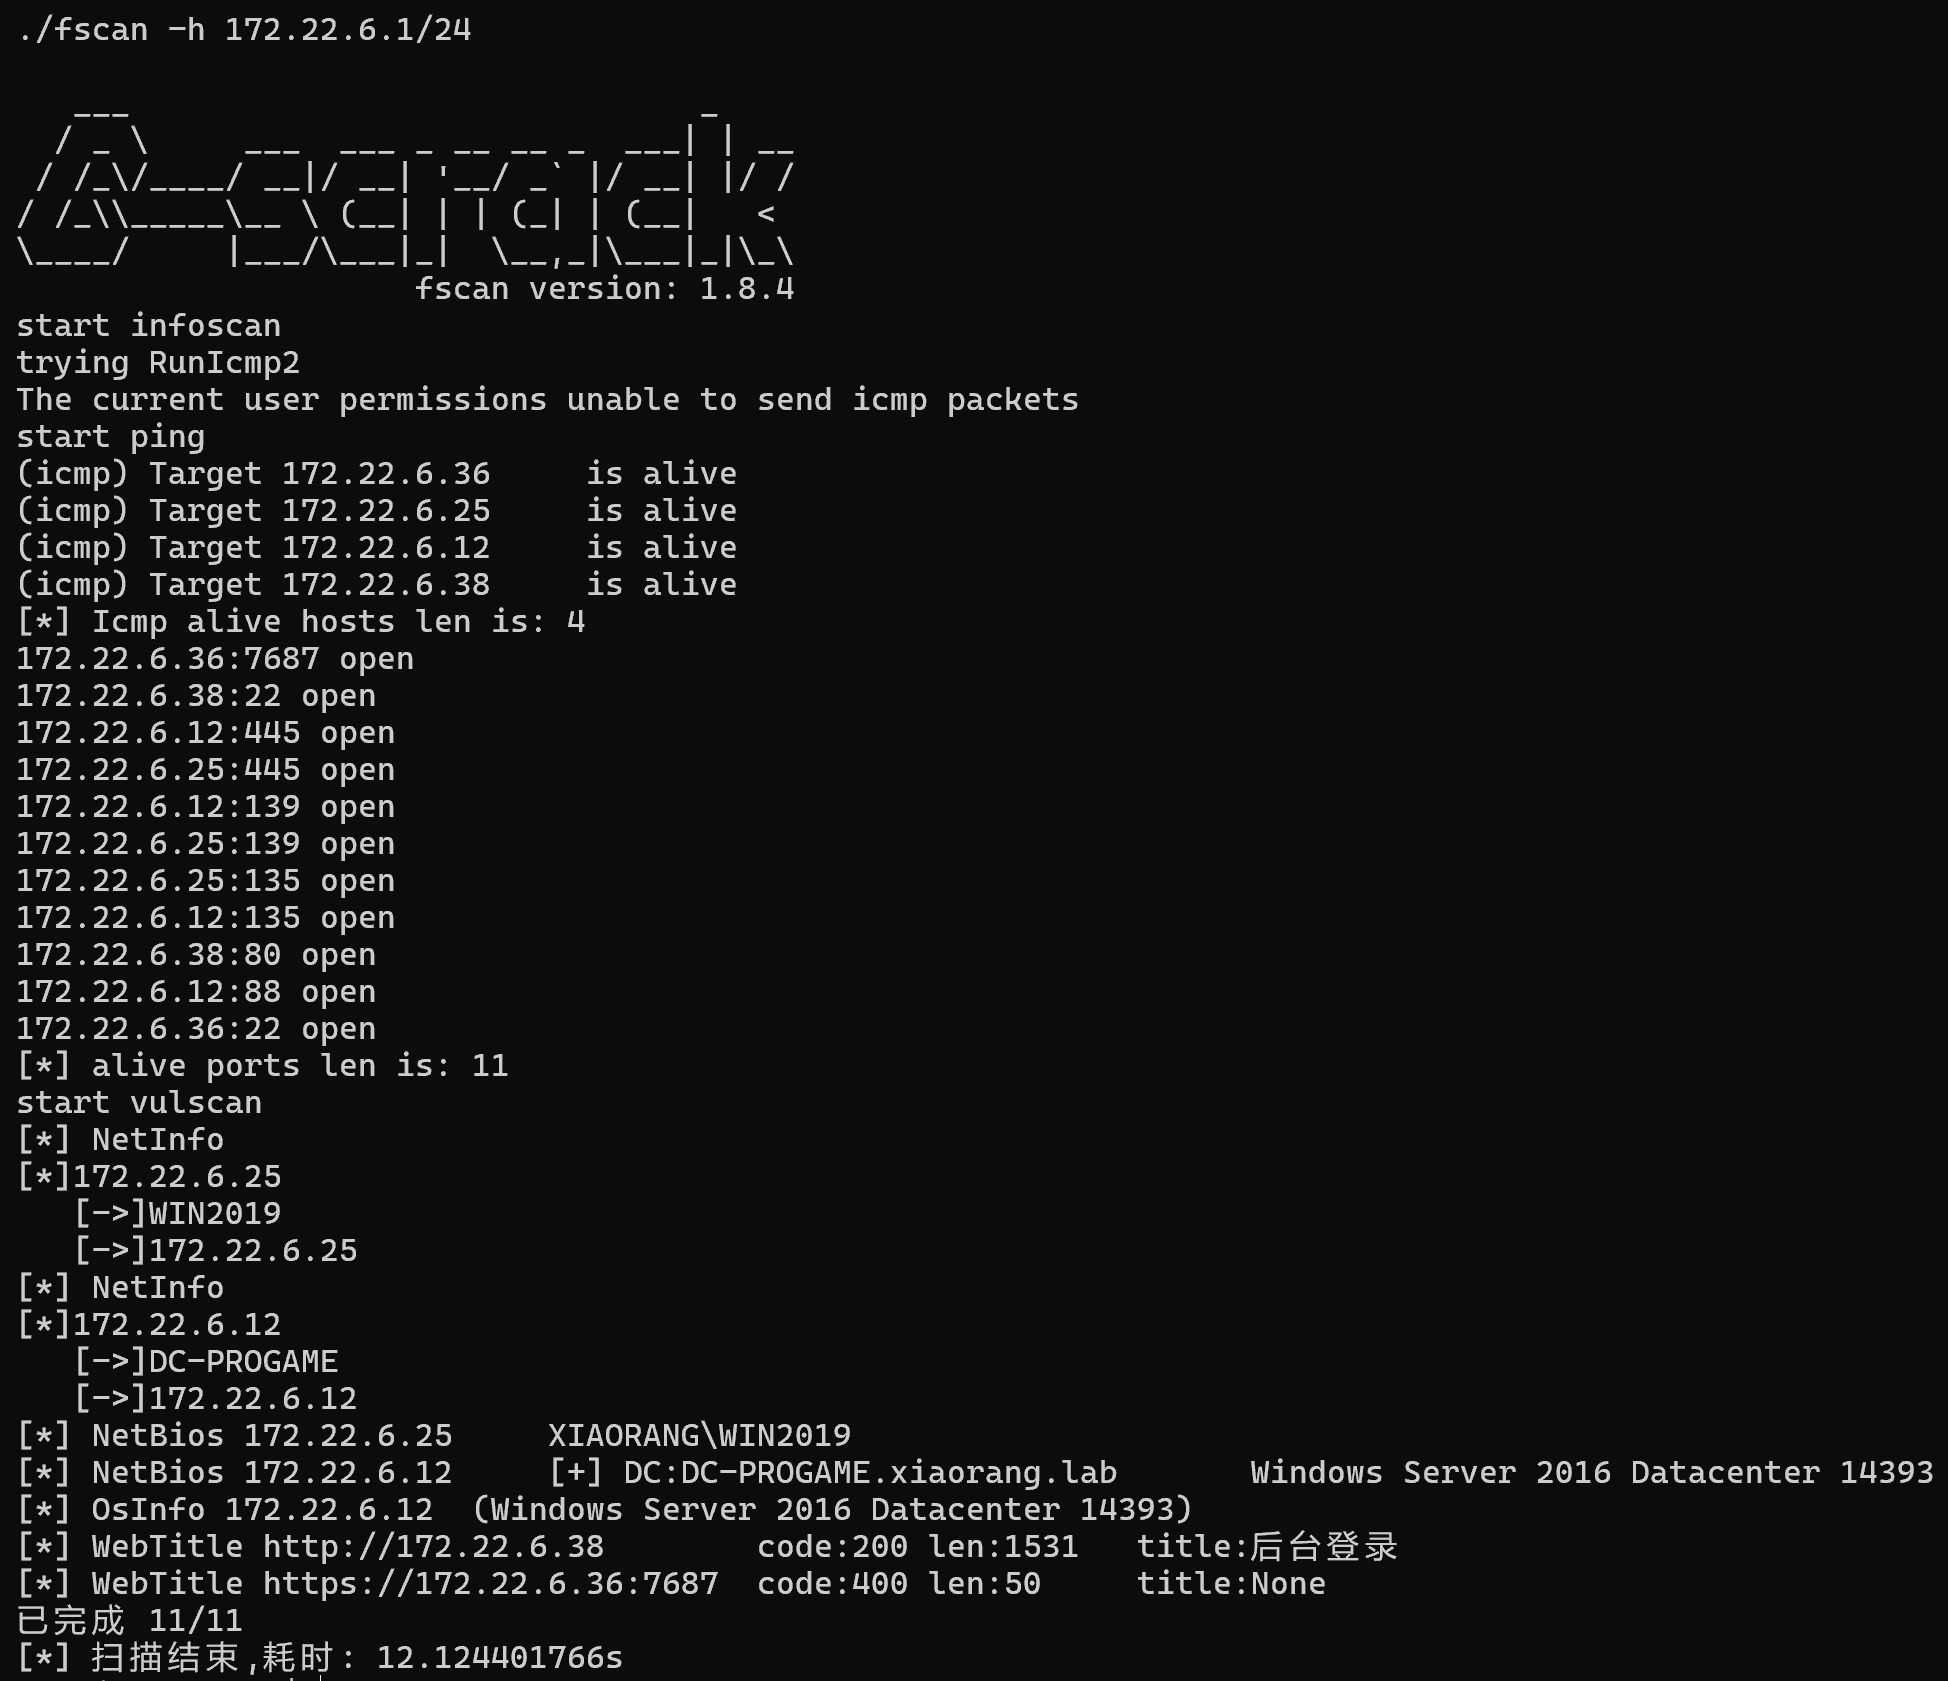 ./fscan -h 172.22.6.1/24
   ___                              _
  / _ \     ___  ___ _ __ __ _  ___| | __
 / /_\/____/ __|/ __| '__/ _` |/ __| |/ /
/ /_\\_____\__ \ (__| | | (_| | (__|   <
\____/     |___/\___|_|  \__,_|\___|_|\_\
                     fscan version: 1.8.4
start infoscan
trying RunIcmp2
The current user permissions unable to send icmp packets
start ping
(icmp) Target 172.22.6.36     is alive
(icmp) Target 172.22.6.25     is alive
(icmp) Target 172.22.6.12     is alive
(icmp) Target 172.22.6.38     is alive
[*] Icmp alive hosts len is: 4
172.22.6.36:7687 open
172.22.6.38:22 open
172.22.6.12:445 open
172.22.6.25:445 open
172.22.6.12:139 open
172.22.6.25:139 open
172.22.6.25:135 open
172.22.6.12:135 open
172.22.6.38:80 open
172.22.6.12:88 open
172.22.6.36:22 open
[*] alive ports len is: 11
start vulscan
[*] NetInfo
[*]172.22.6.25
   [->]WIN2019
   [->]172.22.6.25
[*] NetInfo
[*]172.22.6.12
   [->]DC-PROGAME
   [->]172.22.6.12
[*] NetBios 172.22.6.25     XIAORANG\WIN2019
[*] NetBios 172.22.6.12     [+] DC:DC-PROGAME.xiaorang.lab       Windows Server 2016 Datacenter 14393
[*] OsInfo 172.22.6.12  (Windows Server 2016 Datacenter 14393)
[*] WebTitle http://172.22.6.38        code:200 len:1531   title:后台登录
[*] WebTitle https://172.22.6.36:7687  code:400 len:50     title:None
已完成 11/11
[*] 扫描结束,耗时: 12.124401766s